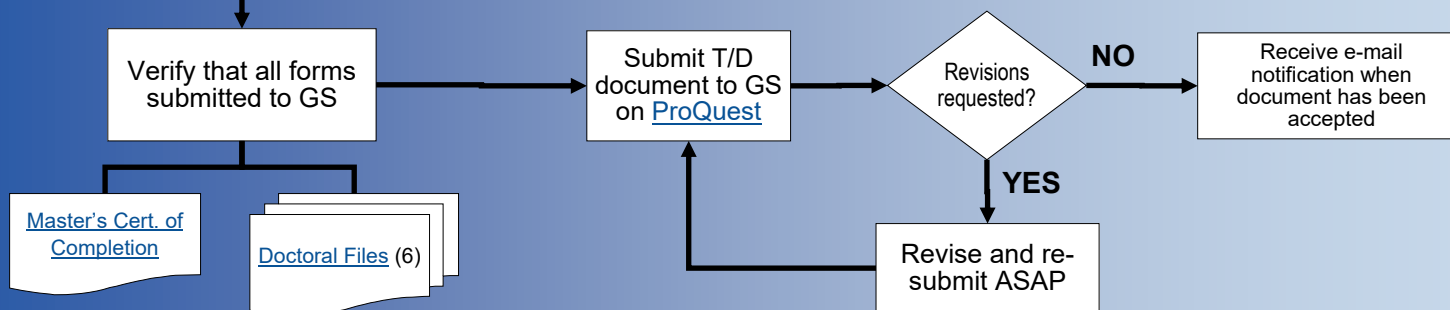 Verify that all forms
submitted to GS
Master's Cert. of
Completion
Doctoral Files (6)
Submit T/D
document to GS
on ProQuest
Revisions
requested?
NO
Receive e-mail
notification when
document has been
accepted
YES
Revise and re-
submit ASAP